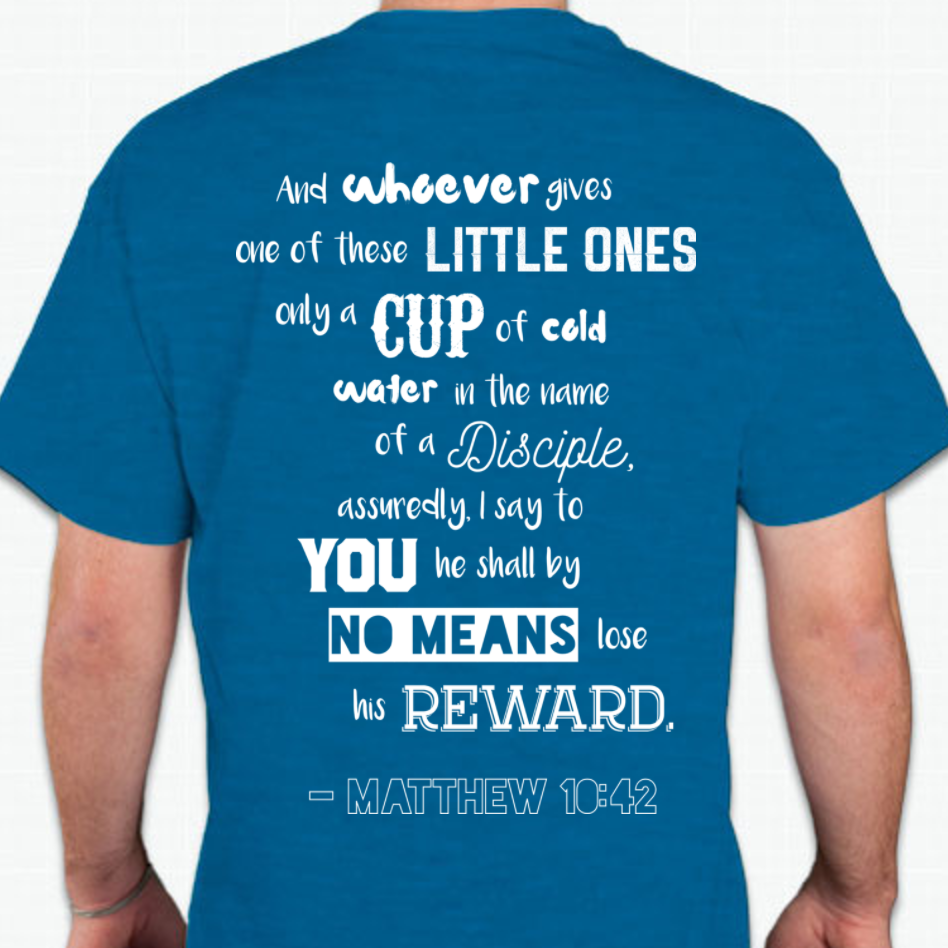 And whoever gives
one of these LITTLE ONES
only a CUP of cold
water in the name
of a Disciple,
assuredly, I say to
YOU he shall by
NO MEANS lose
his REWARD.
- MATTHEW 10:42